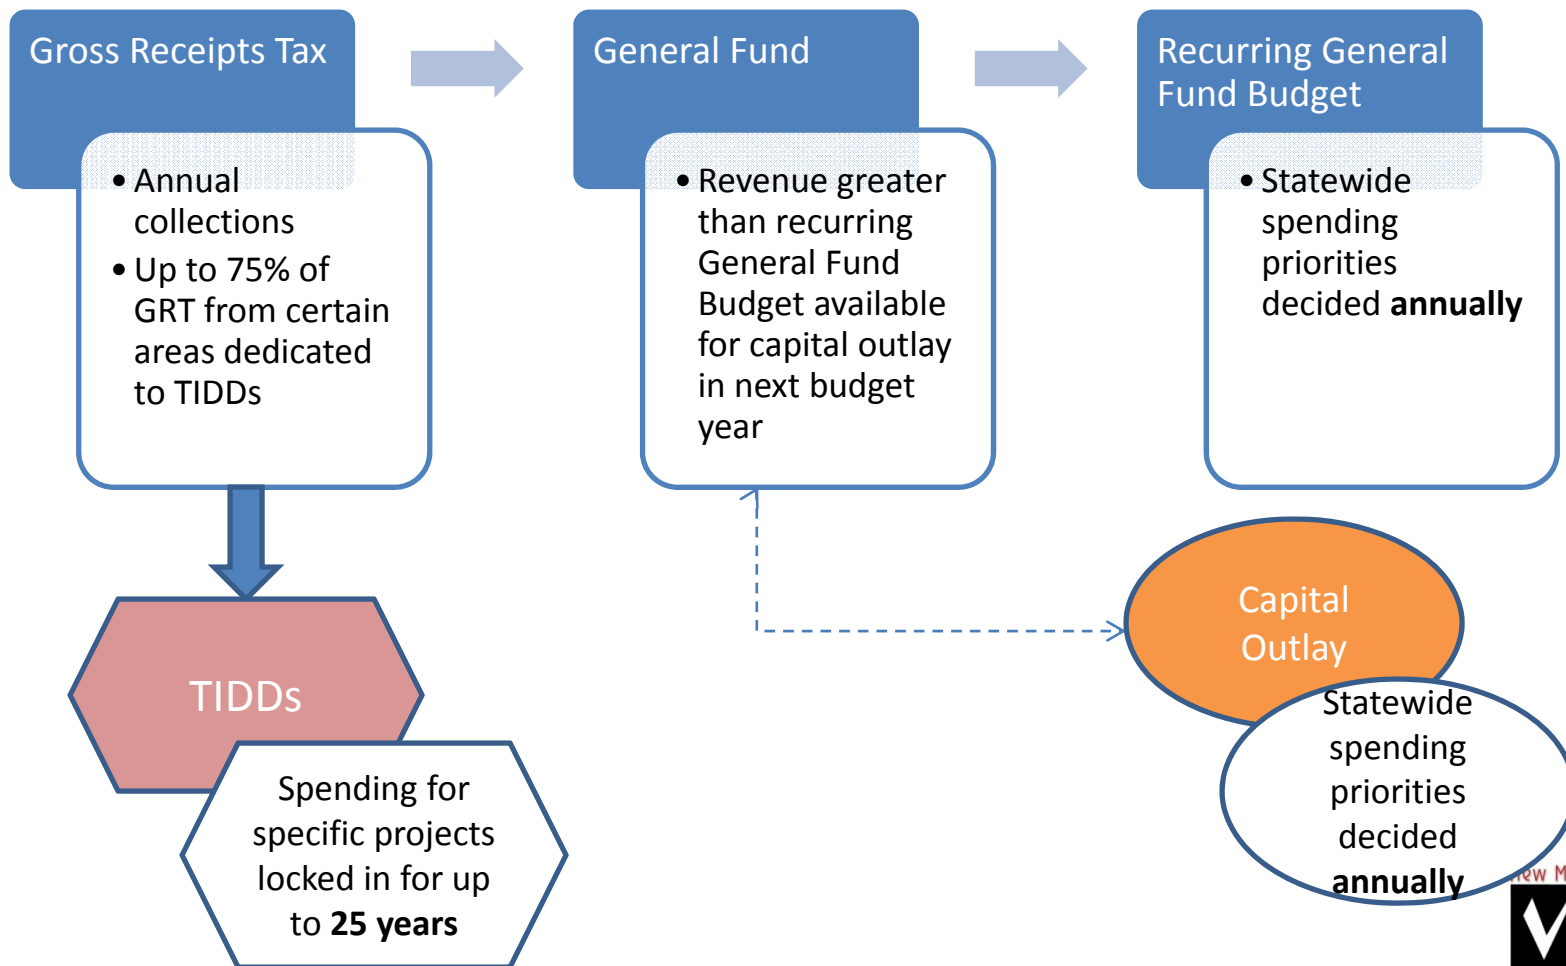 Gross Receipts Tax
• Annual
collections
• Up to 75% of
GRT from certain
areas dedicated
to TIDDs
General Fund
• Revenue greater
than recurring
General Fund
Budget available
for capital outlay
in next budget
year
Recurring General
Fund Budget
• Statewide
spending
priorities
decided annually
TIDDs
Spending for
specific projects
locked in for up
to 25 years
Capital
Outlay
Statewide
spending
priorities
decided
annually
New M